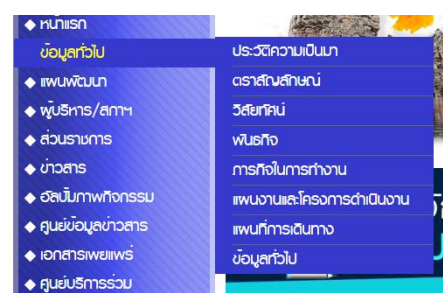 หน้าแรก
ข้อมูลทั่วไป
แผนพัฒนา
ผู้บริหาร/สภาฯ
ส่วนราชการ
ข่าวสาร
อัลบั้มภาพกิจกรรม
ศูนย์ข้อมูลข่าวสาร
เอกสารเผยแพร่
ศูนย์บริการร่วม
ประวัติความเป็นมา
ตราสัญลักษณ์
วิสัยทัศน์
พันธกิจ
ภารกิจในการทำงาน
แผนงานและโครงการดำเนินงาน
แผนที่การเดินทาง
ข้อมูลทั่วไป